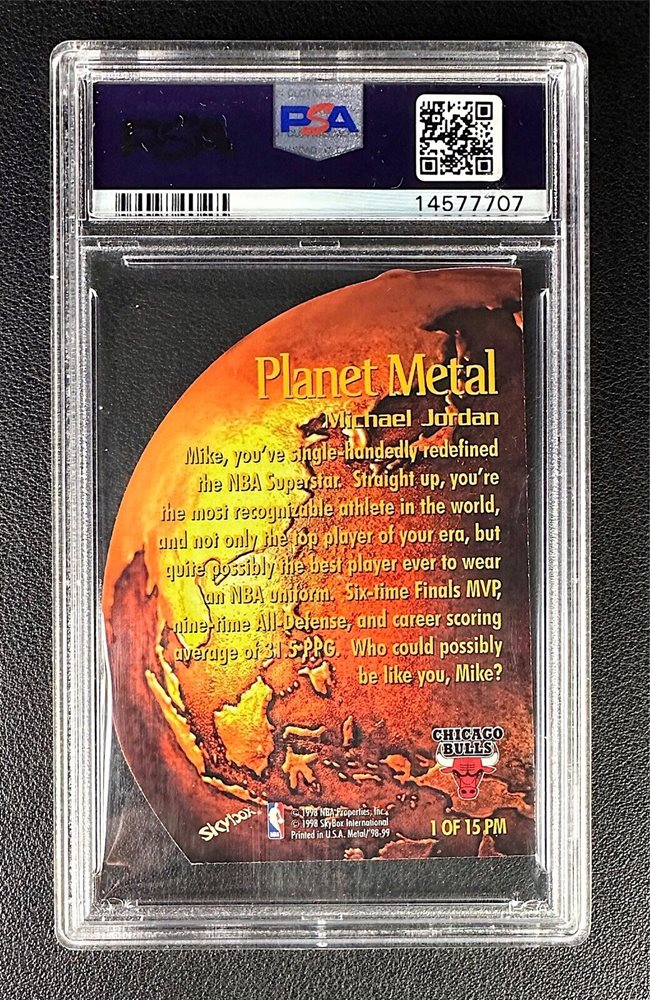 PSA
14577707
Planet Metal
Michael Jordan
Mike, you've single-handedly redefined
the NBA Superstar. Straight up, you're
the most recognizable athlete in the world,
and not only the top player of your era, but
quite possibly the best player ever to wear
an NBA uniform. Six-time Finals MVP,
nine-time All-Defense, and career scoring
average of 31.5 PPG. Who could possibly
be like you, Mike?
CHICAGO
BULLS
SkyBox
© 1998 NBA Properties, Inc.
© 1998 SkyBox International
Printed in U.S.A. Metal/'98-99
1 OF 15 PM